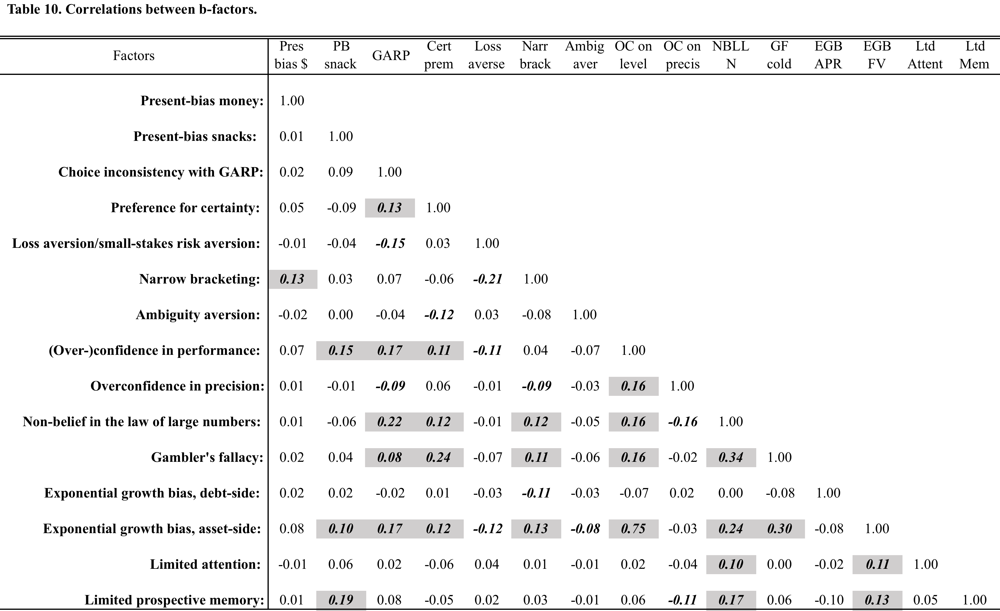 Table 10. Correlations between b-factors.
Factors Pres bias $ PB snack GARP Cert prem Loss averse Narr brack Ambig aver OC on level OC on precis NBLL N GF cold EGB APR EGB FV Ltd Attent Ltd Mem
Present-bias money: 1.00
Present-bias snacks: 0.01 1.00
Choice inconsistency with GARP: 0.02 0.09 1.00
Preference for certainty: 0.05 -0.09 0.13 1.00
Loss aversion/small-stakes risk aversion: -0.01 -0.04 -0.15 0.03 1.00
Narrow bracketing: 0.13 0.03 0.07 -0.06 -0.21 1.00
Ambiguity aversion: -0.02 0.00 -0.04 -0.12 0.03 -0.08 1.00
(Over-)confidence in performance: 0.07 0.15 0.17 0.11 -0.11 0.04 -0.07 1.00
Overconfidence in precision: 0.01 -0.01 -0.09 0.06 -0.01 -0.09 -0.03 0.16 1.00
Non-belief in the law of large numbers: 0.01 -0.06 0.22 0.12 -0.01 0.12 -0.05 0.16 -0.16 1.00
Gambler's fallacy: 0.02 0.04 0.08 0.24 -0.07 0.11 -0.06 0.16 -0.02 0.34 1.00
Exponential growth bias, debt-side: 0.02 0.02 -0.02 0.01 -0.03 -0.11 -0.03 -0.07 0.02 0.00 -0.08 1.00
Exponential growth bias, asset-side: 0.08 0.10 0.17 0.12 -0.12 0.13 -0.08 0.75 -0.03 0.24 0.30 -0.08 1.00
Limited attention: -0.01 0.06 0.02 -0.06 0.04 0.01 -0.01 0.02 -0.04 0.10 0.00 -0.02 0.11 1.00
Limited prospective memory: 0.01 0.19 0.08 -0.05 0.02 0.03 -0.01 0.06 -0.11 0.17 0.06 -0.10 0.13 0.05 1.00